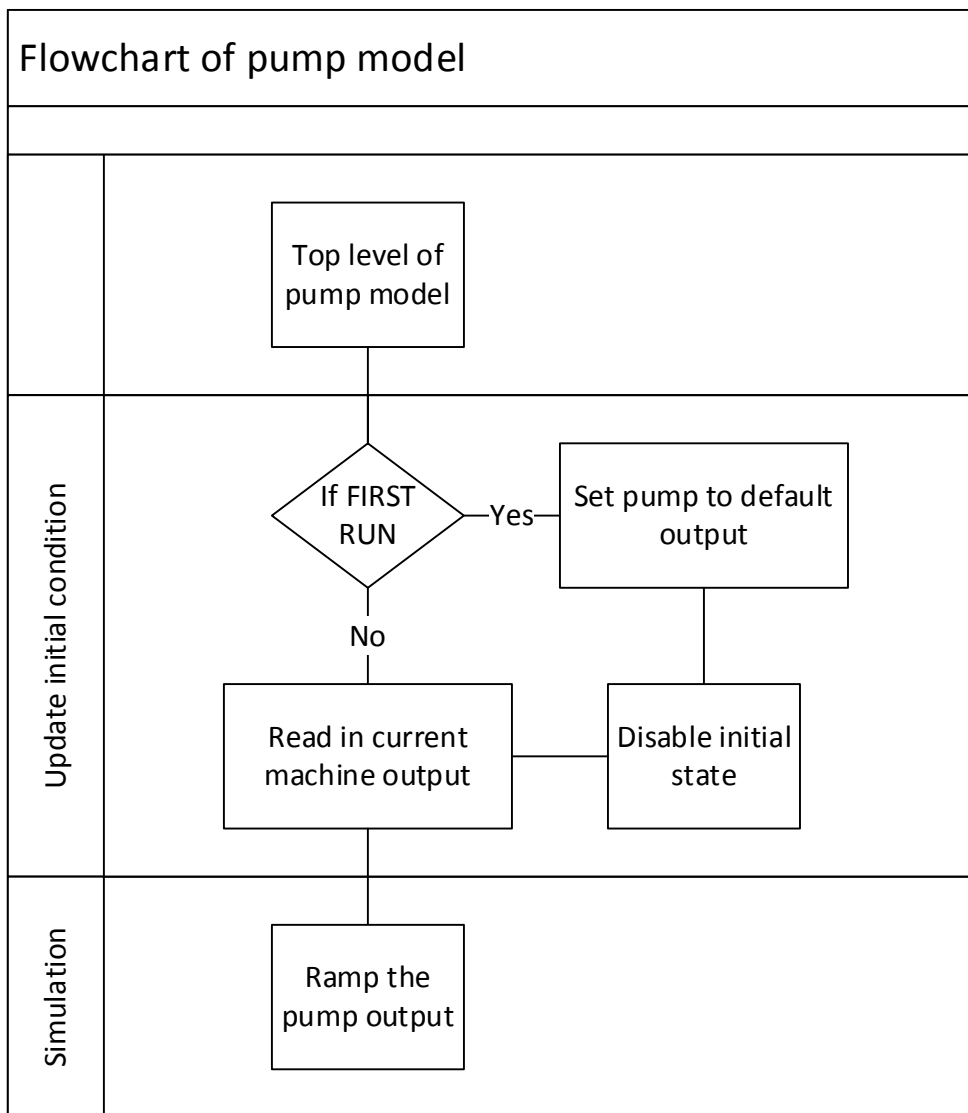 Flowchart of pump model
Top level of
pump model
Update initial condition
If FIRST
RUN
Yes
Set pump to default
output
No
Read in current
machine output
Disable initial
state
Simulation
Ramp the
pump output